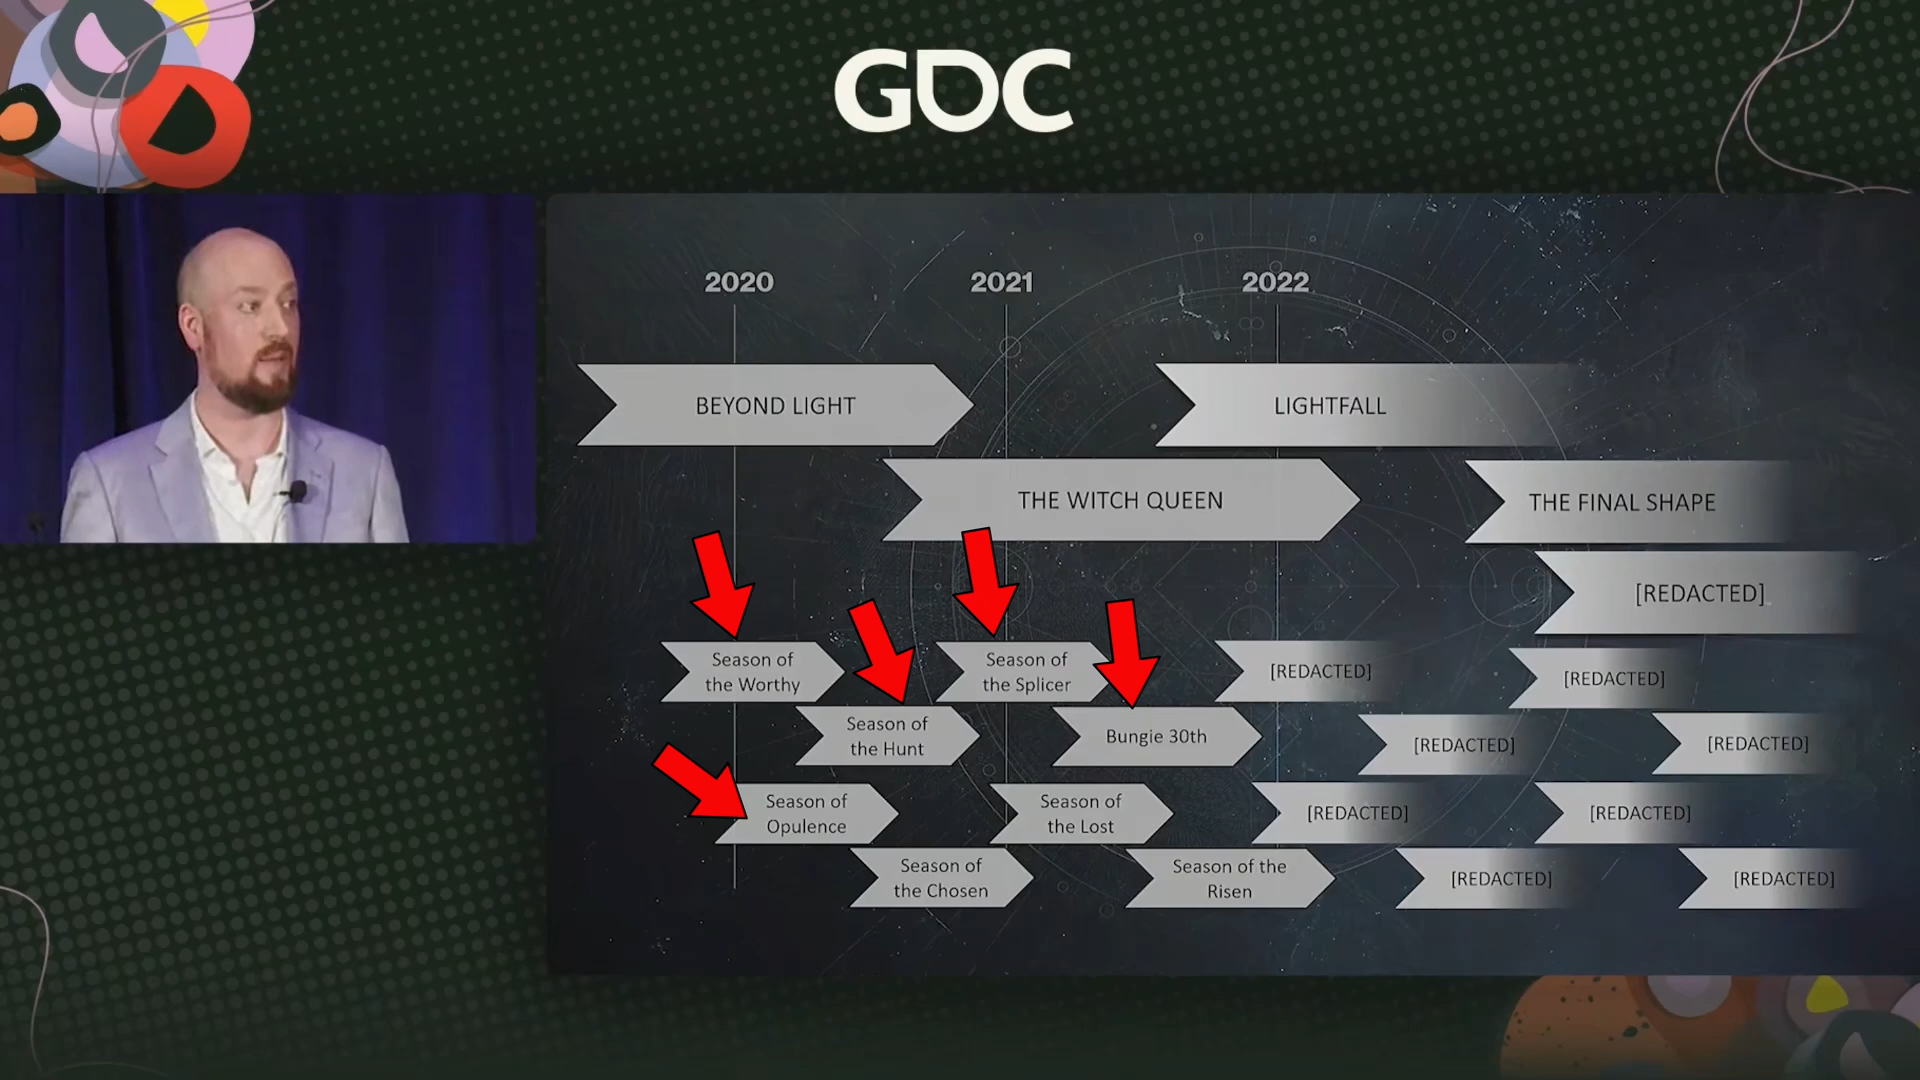 GDC
2020
2021
2022
BEYOND LIGHT
LIGHTFALL
THE WITCH QUEEN
THE FINAL SHAPE
[REDACTED]
Season of
the Worthy
Season of
the Splicer
[REDACTED]
[REDACTED]
Season of
the Hunt
Bungie 30th
[REDACTED]
[REDACTED]
Season of
Opulence
Season of
the Lost
[REDACTED]
[REDACTED]
Season of
the Chosen
Season of the
Risen
[REDACTED]
[REDACTED]